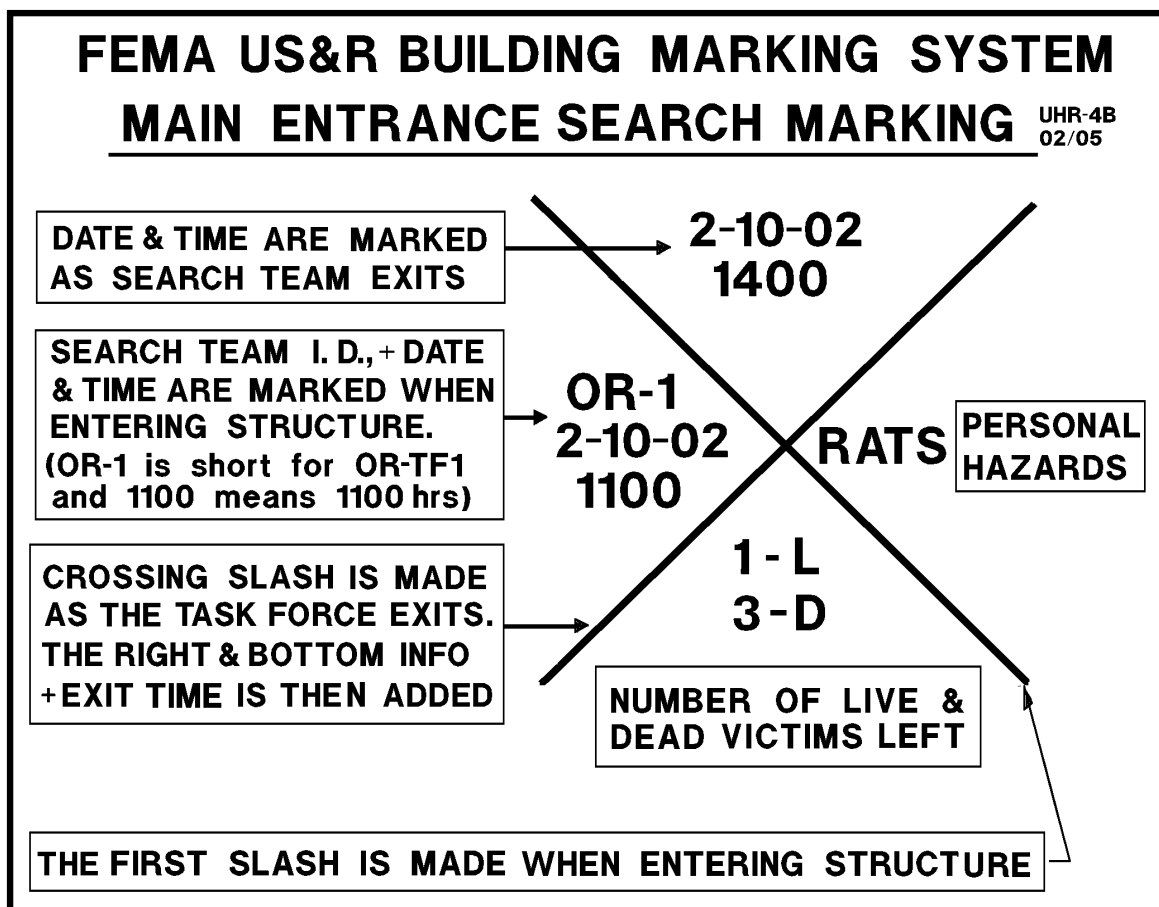 FEMA US&R BUILDING MARKING SYSTEM
MAIN ENTRANCE SEARCH MARKING
UHR-4B
02/05
DATE & TIME ARE MARKED
AS SEARCH TEAM EXITS
2-10-02
1400
SEARCH TEAM I.D.,+ DATE
& TIME ARE MARKED WHEN
ENTERING STRUCTURE.
(OR-1 is short for OR-TF1
and 1100 means 1100 hrs)
OR-1
2-10-02
1100
RATS
PERSONAL
HAZARDS
CROSSING SLASH IS MADE
AS THE TASK FORCE EXITS.
THE RIGHT & BOTTOM INFO
+EXIT TIME IS THEN ADDED
1-L
3-D
NUMBER OF LIVE &
DEAD VICTIMS LEFT
THE FIRST SLASH IS MADE WHEN ENTERING STRUCTURE